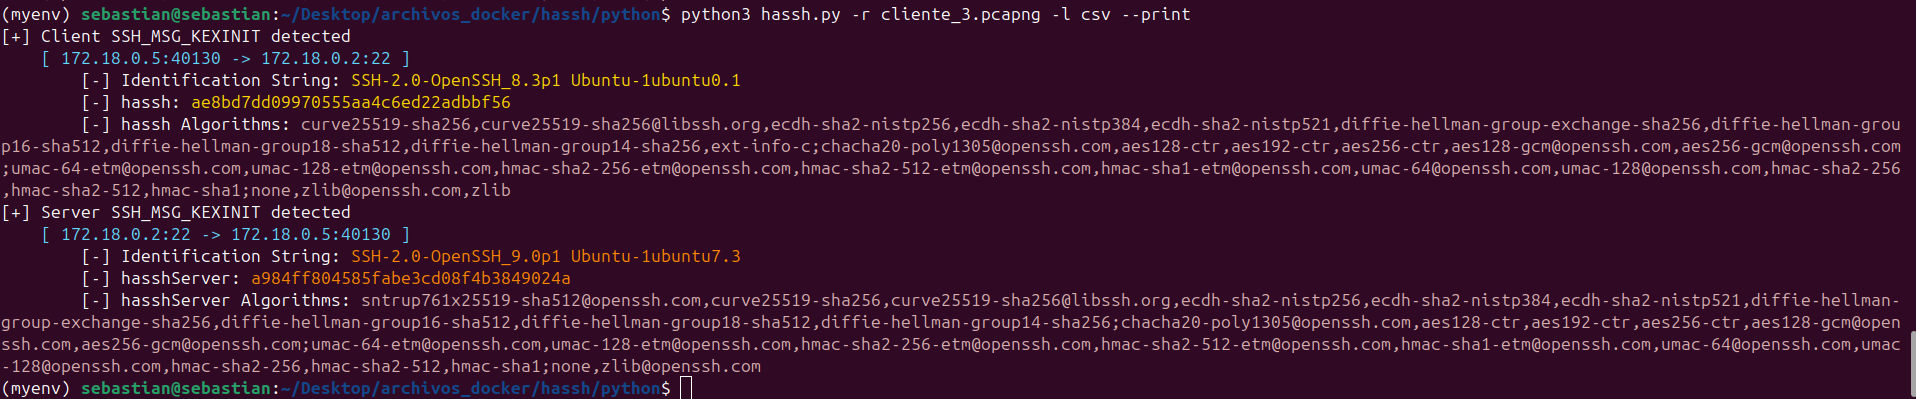 (myenv) sebastian@sebastian:~/Desktop/archivos_docker/hassh/python$ python3 hassh.py -r cliente_3.pcapng -l csv --print
[+] Client SSH_MSG_KEXINIT detected
    [ 172.18.0.5:40130 -> 172.18.0.2:22 ]
        [-] Identification String: SSH-2.0-OpenSSH_8.3p1 Ubuntu-1ubuntu0.1
        [-] hassh: ae8bd7dd09970555aa4c6ed22adbbf56
        [-] hassh Algorithms: curve25519-sha256,curve25519-sha256@libssh.org,ecdh-sha2-nistp256,ecdh-sha2-nistp384,ecdh-sha2-nistp521,diffie-hellman-group-exchange-sha256,diffie-hellman-grou
p16-sha512,diffie-hellman-group18-sha512,diffie-hellman-group14-sha256,ext-info-c;chacha20-poly1305@openssh.com,aes128-ctr,aes192-ctr,aes256-ctr,aes128-gcm@openssh.com,aes256-gcm@openssh.com
;umac-64-etm@openssh.com,umac-128-etm@openssh.com,hmac-sha2-256-etm@openssh.com,hmac-sha2-512-etm@openssh.com,hmac-sha1-etm@openssh.com,umac-64@openssh.com,umac-128@openssh.com,hmac-sha2-256
,hmac-sha2-512,hmac-sha1;none,zlib@openssh.com,zlib
[+] Server SSH_MSG_KEXINIT detected
    [ 172.18.0.2:22 -> 172.18.0.5:40130 ]
        [-] Identification String: SSH-2.0-OpenSSH_9.0p1 Ubuntu-1ubuntu7.3
        [-] hasshServer: a984ff804585fabe3cd08f4b3849024a
        [-] hasshServer Algorithms: sntrup761x25519-sha512@openssh.com,curve25519-sha256,curve25519-sha256@libssh.org,ecdh-sha2-nistp256,ecdh-sha2-nistp384,ecdh-sha2-nistp521,diffie-hellman-
group-exchange-sha256,diffie-hellman-group16-sha512,diffie-hellman-group18-sha512,diffie-hellman-group14-sha256;chacha20-poly1305@openssh.com,aes128-ctr,aes192-ctr,aes256-ctr,aes128-gcm@open
ssh.com,aes256-gcm@openssh.com;umac-64-etm@openssh.com,umac-128-etm@openssh.com,hmac-sha2-256-etm@openssh.com,hmac-sha2-512-etm@openssh.com,hmac-sha1-etm@openssh.com,umac-64@openssh.com,umac
-128@openssh.com,hmac-sha2-256,hmac-sha2-512,hmac-sha1;none,zlib@openssh.com
(myenv) sebastian@sebastian:~/Desktop/archivos_docker/hassh/python$